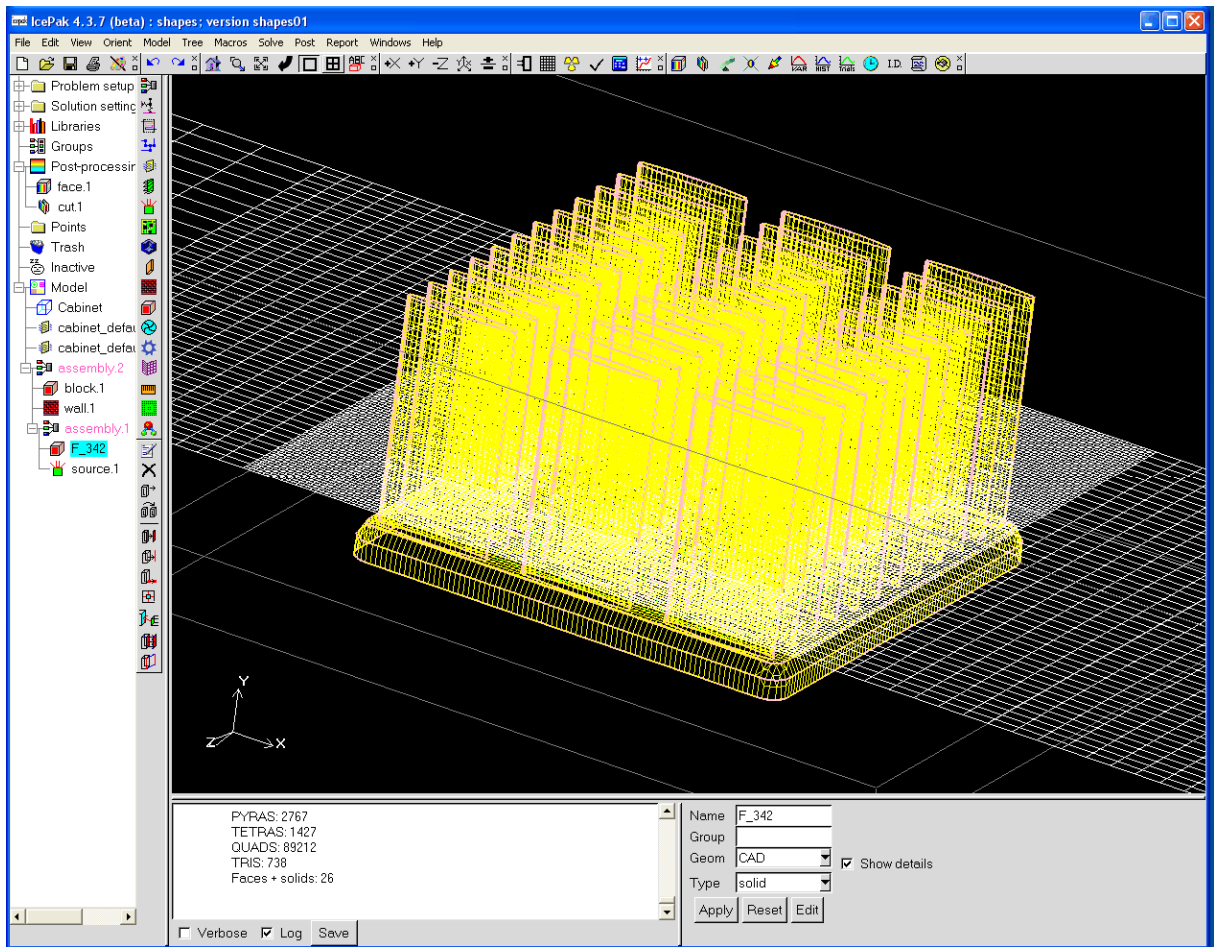 IcePak 4.3.7 (beta) : shapes; version shapes01
File Edit View Orient Model Tree Macros Solve Post Report Windows Help
ABC +X +Y -Z VAR HIST Trials I.D.
Problem setup
Solution setting
Libraries
Groups
Post-processin
face.1
cut.1
Points
Trash
Inactive
Model
Cabinet
cabinet_defau
cabinet_defau
assembly.2
block.1
wall.1
assembly.1
F_342
source.1
Y
Z X
PYRAS: 2767
TETRAS: 1427
QUADS: 89212
TRIS: 738
Faces + solids: 26
Verbose Log Save
Name F_342
Group
Geom CAD Show details
Type solid
Apply Reset Edit